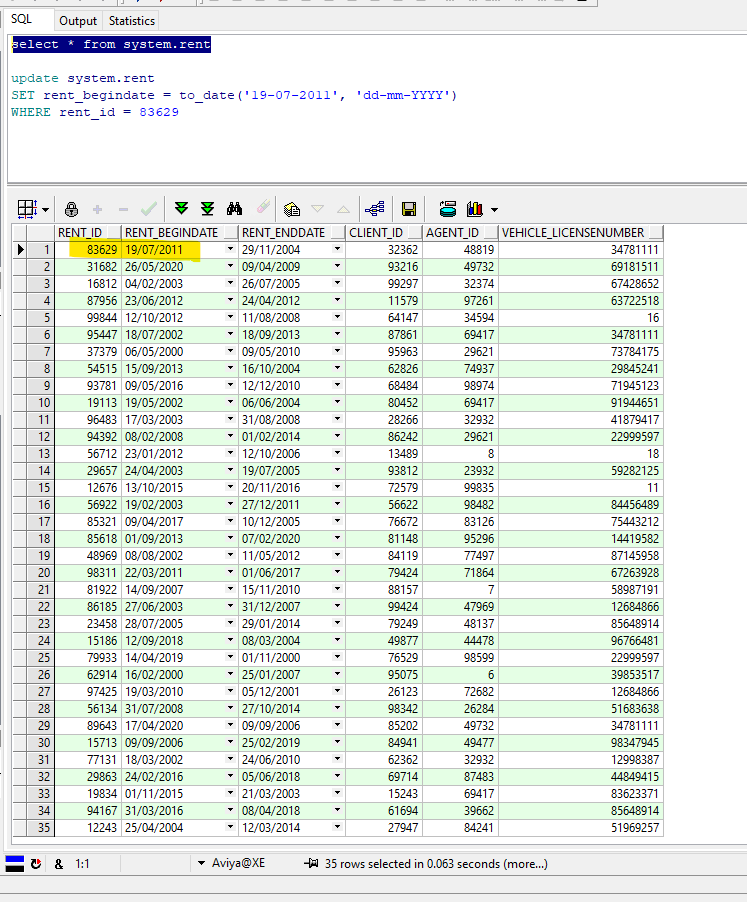 SQL Output Statistics
select * from system.rent
update system.rent
SET rent_begindate = to_date('19-07-2011', 'dd-mm-YYYY')
WHERE rent_id = 83629
RENT_ID RENT_BEGINDATE RENT_ENDDATE CLIENT_ID AGENT_ID VEHICLE_LICENSENUMBER
1 83629 19/07/2011 29/11/2004 32362 48819 34781111
2 31682 26/05/2020 09/04/2009 93216 49732 69181511
3 16812 04/02/2003 26/07/2005 99297 32374 67428652
4 87956 23/06/2012 24/04/2012 11579 97261 63722518
5 99844 12/10/2012 11/08/2008 64147 34594 16
6 95447 18/07/2002 18/09/2013 87861 69417 34781111
7 37379 06/05/2000 09/05/2010 95963 29621 73784175
8 54515 15/09/2013 16/10/2004 62826 74937 29845241
9 93781 09/05/2016 12/12/2010 68484 98974 71945123
10 19113 19/05/2002 06/06/2004 80452 69417 91944651
11 96483 17/03/2003 31/08/2008 28266 32932 41879417
12 94392 08/02/2008 01/02/2014 86242 29621 22999597
13 56712 23/01/2012 12/10/2006 13489 8 18
14 29657 24/04/2003 19/07/2005 93812 23932 59282125
15 12676 13/10/2015 20/11/2016 72579 99835 11
16 56922 19/02/2003 27/12/2011 56622 98482 84456489
17 85321 09/04/2017 10/12/2005 76672 83126 75443212
18 85618 01/09/2013 07/02/2020 81148 95296 14419582
19 48969 08/08/2002 11/05/2012 84119 77497 87145958
20 98311 22/03/2011 01/06/2017 79424 71864 67263928
21 81922 14/09/2007 15/11/2010 88157 7 58987191
22 86185 27/06/2003 31/12/2007 99424 47969 12684866
23 23458 28/07/2005 29/01/2014 79249 48137 85648914
24 15186 12/09/2018 08/03/2004 49877 44478 96766481
25 79933 14/04/2019 01/11/2000 76529 98599 22999597
26 62914 16/02/2000 25/01/2007 95075 6 39853517
27 97425 19/03/2010 05/12/2001 26123 72682 12684866
28 56134 31/07/2008 27/10/2014 98342 26284 51683638
29 89643 17/04/2020 09/09/2006 85202 49732 34781111
30 15713 09/09/2006 25/02/2019 84941 49477 98347945
31 77131 18/03/2002 24/06/2010 62362 32932 12998387
32 29863 24/02/2016 05/06/2018 69714 87483 44849415
33 19834 01/11/2015 21/03/2003 15243 69417 83623371
34 94167 31/03/2016 08/04/2018 61694 39662 85648914
35 12243 25/04/2004 12/03/2014 27947 84241 51969257
& 1:1 Aviya@XE 35 rows selected in 0.063 seconds (more...)